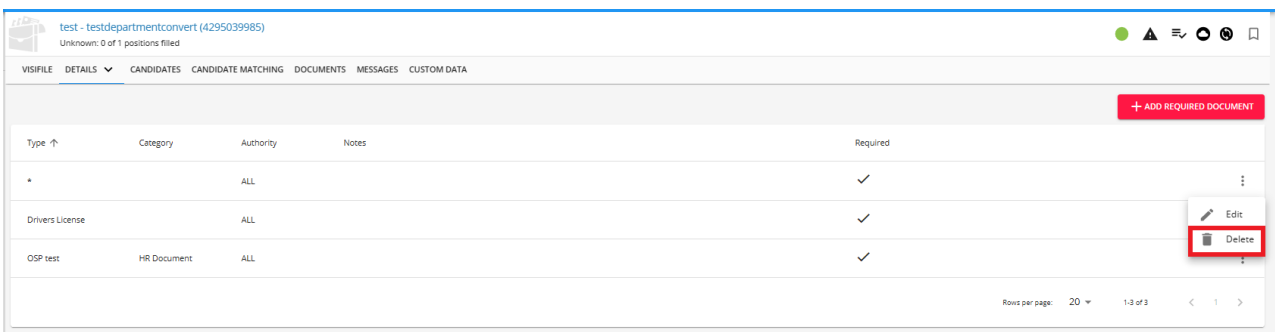 test - testdepartmentconvert (4295039985)
Unknown: 0 of 1 positions filled
VISIFILE DETAILS CANDIDATES CANDIDATE MATCHING DOCUMENTS MESSAGES CUSTOM DATA
+ ADD REQUIRED DOCUMENT
Type Category Authority Notes Required
* ALL
Drivers License ALL
Edit
Delete
OSP test HR Document ALL
Rows per page: 20 1-3 of 3 1